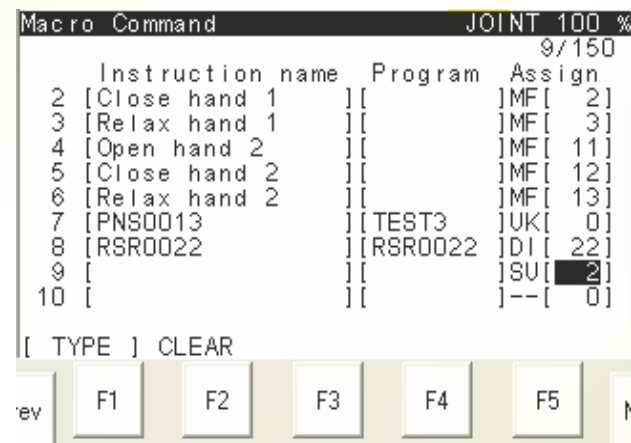 Macro Command JOINT 100 %
9/150
Instruction name Program Assign
2 [Close hand 1 ][ ]MF[ 2]
3 [Relax hand 1 ][ ]MF[ 3]
4 [Open hand 2 ][ ]MF[ 11]
5 [Close hand 2 ][ ]MF[ 12]
6 [Relax hand 2 ][ ]MF[ 13]
7 [PNS0013 ][TEST3 ]UK[ 0]
8 [RSR0022 ][RSR0022 ]DI[ 22]
9 [ ][ ]SU[ 2]
10 [ ][ ]--[ 0]
[ TYPE ] CLEAR
rev F1 F2 F3 F4 F5 N